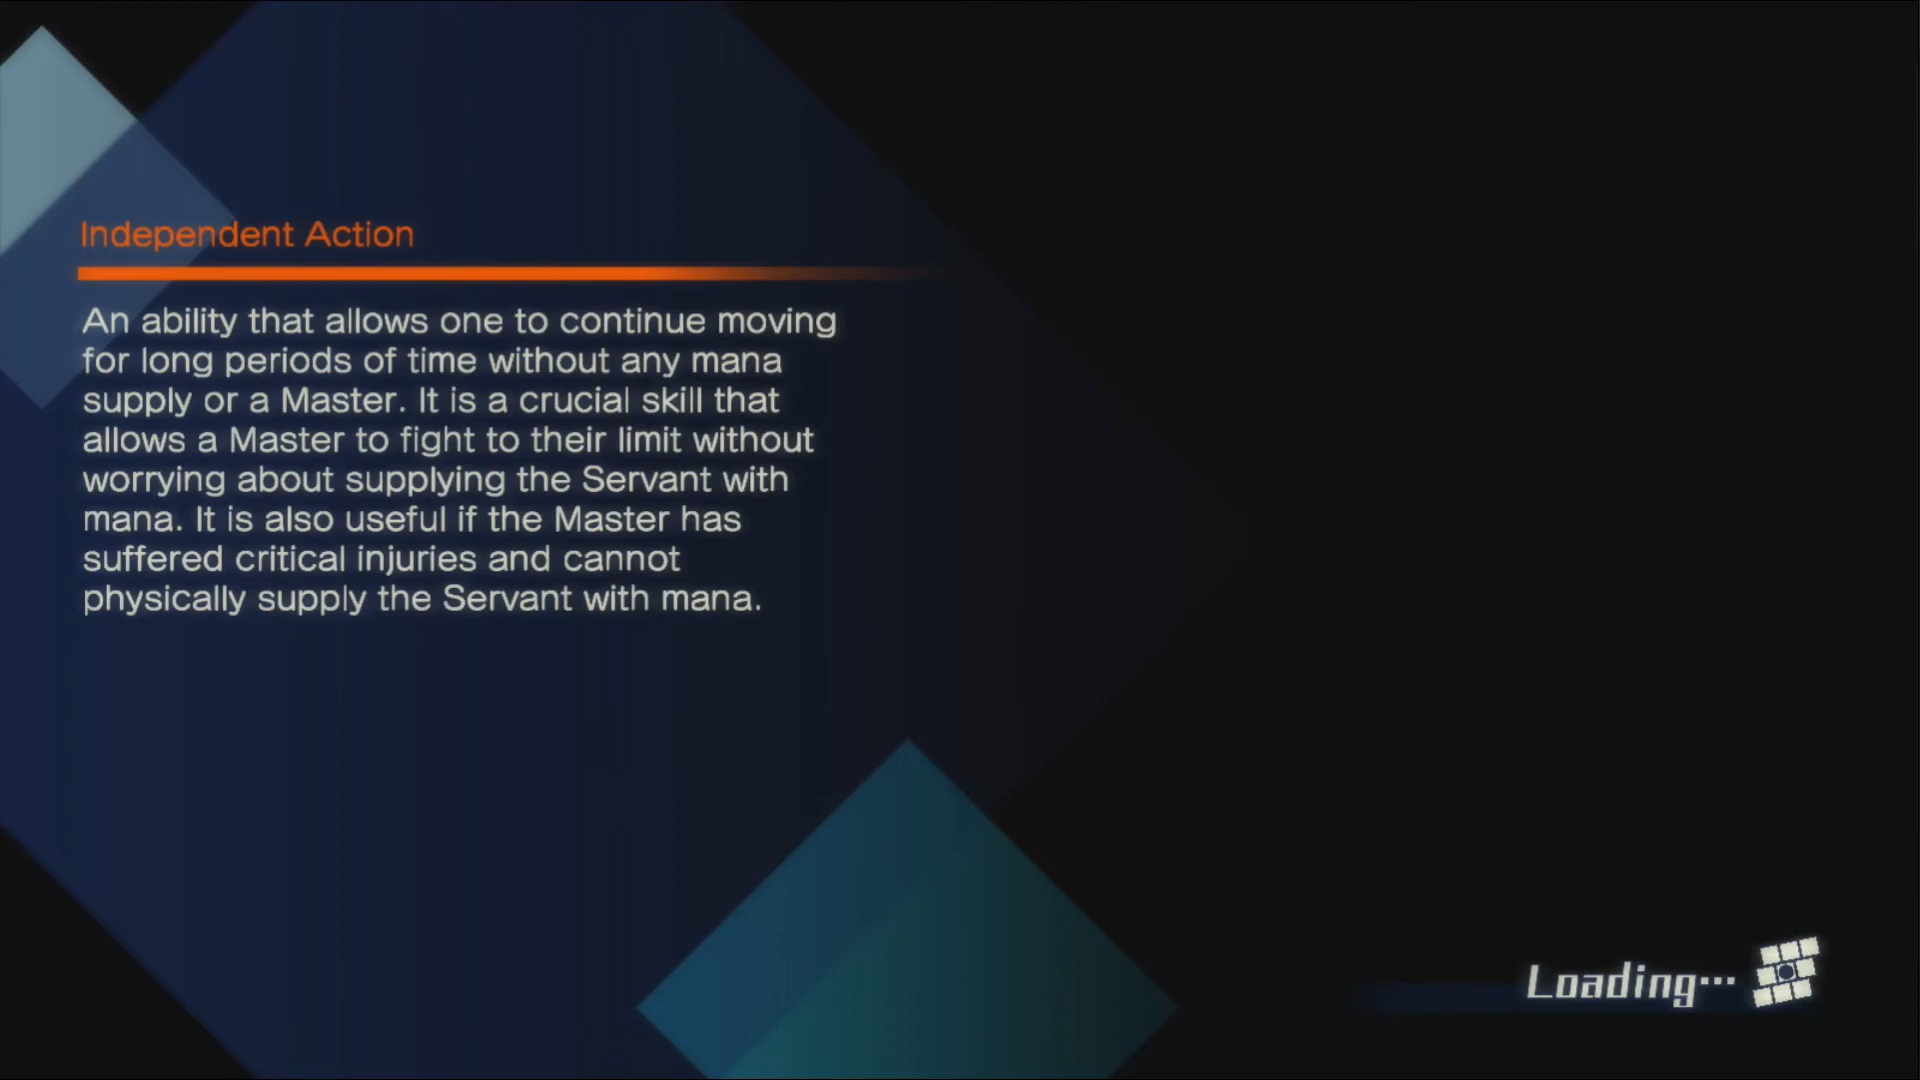 Independent Action
An ability that allows one to continue moving
for long periods of time without any mana
supply or a Master. It is a crucial skill that
allows a Master to fight to their limit without
worrying about supplying the Servant with
mana. It is also useful if the Master has
suffered critical injuries and cannot
physically supply the Servant with mana.
Loading…